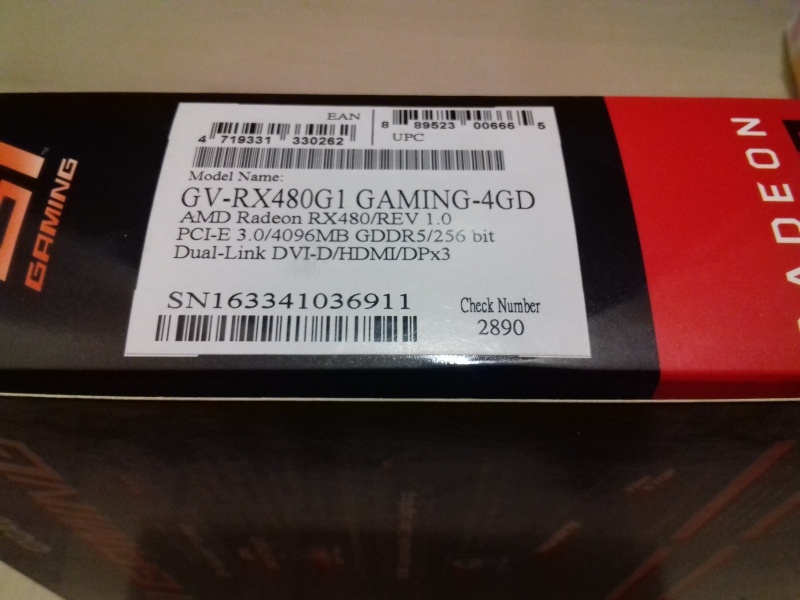 EAN
4 719331 330262
8 89523 00666 5
UPC
Model Name:
GV-RX480G1 GAMING-4GD
AMD Radeon RX480/REV 1.0
PCI-E 3.0/4096MB GDDR5/256 bit
Dual-Link DVI-D/HDMI/DPx3
SN163341036911
Check Number
2890
GAMING
RADEON